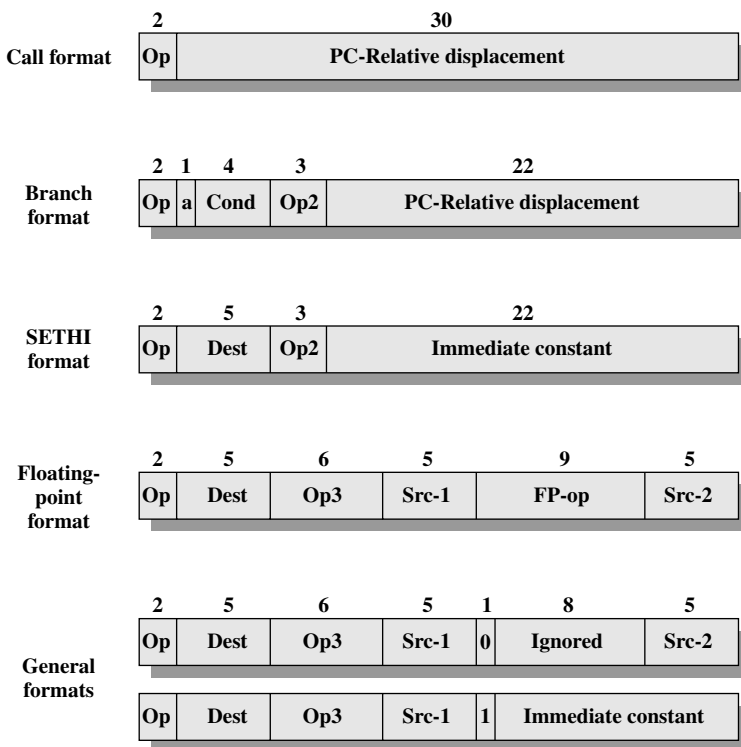 2 30
Call format Op PC-Relative displacement
2 1 4 3 22
Branch
format
Op a Cond Op2 PC-Relative displacement
2 5 3 22
SETHI
format
Op Dest Op2 Immediate constant
2 5 6 5 9 5
Floating-
point
format
Op Dest Op3 Src-1 FP-op Src-2
2 5 6 5 1 8 5
Op Dest Op3 Src-1 0 Ignored Src-2
General
formats
Op Dest Op3 Src-1 1 Immediate constant